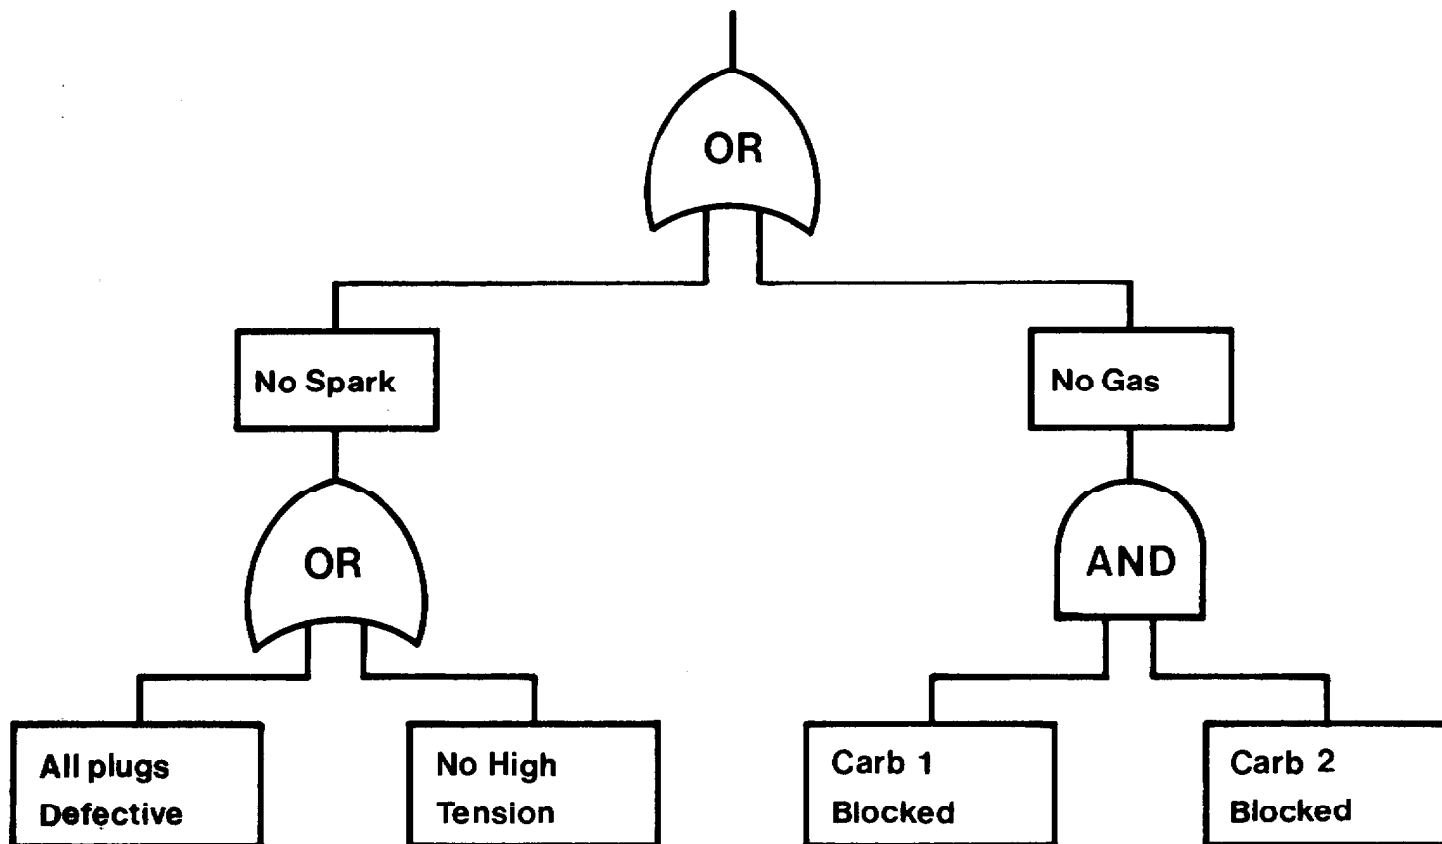 OR
No Spark
No Gas
OR
AND
All plugs
Defective
No High
Tension
Carb 1
Blocked
Carb 2
Blocked